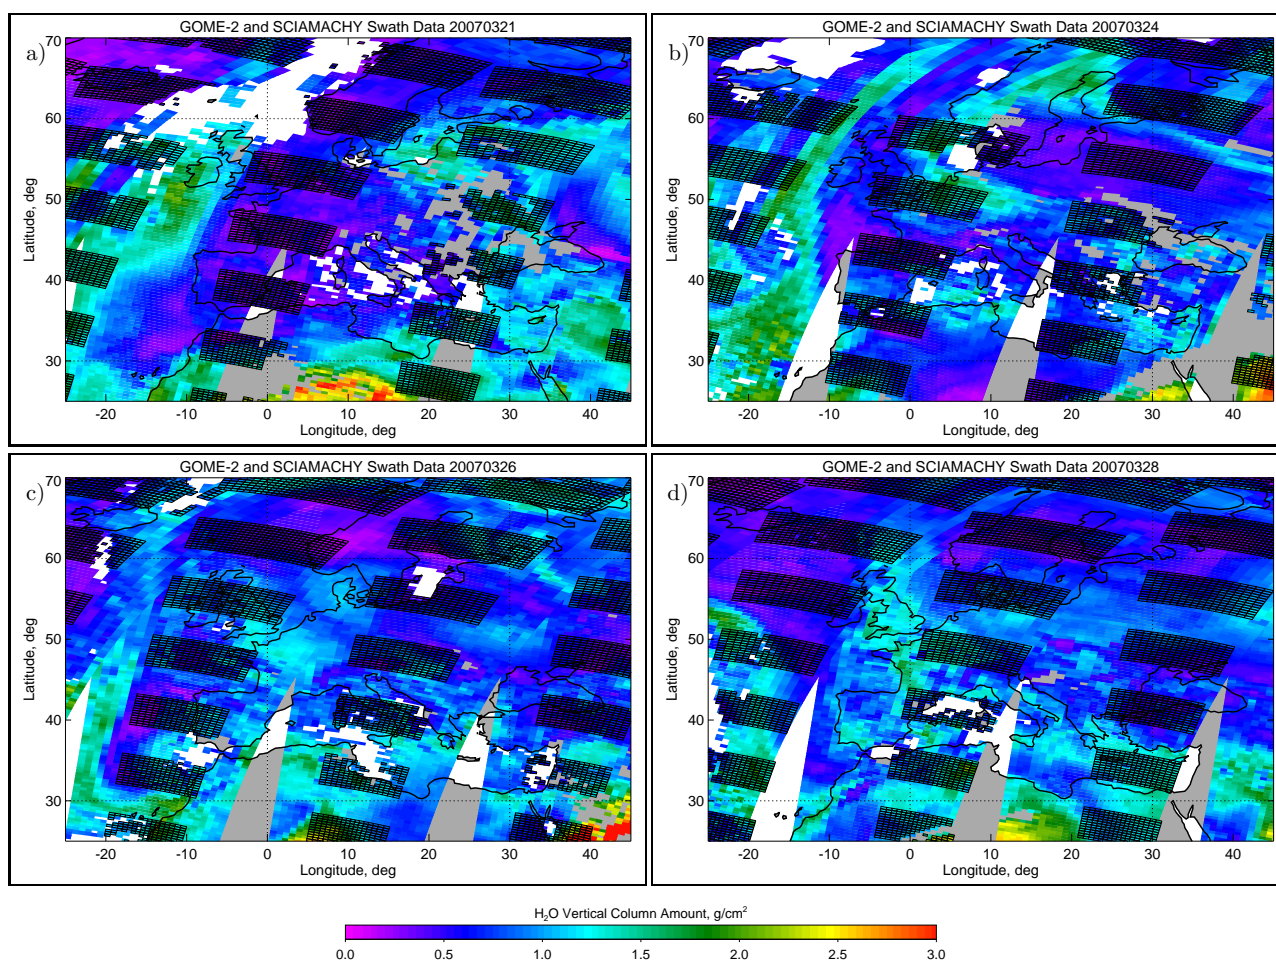 GOME-2 and SCIAMACHY Swath Data 20070321
a)
70
60
50
40
30
Latitude, deg
-20 -10 0 10 20 30 40
Longitude, deg
GOME-2 and SCIAMACHY Swath Data 20070324
b)
70
60
50
40
30
Latitude, deg
-20 -10 0 10 20 30 40
Longitude, deg
GOME-2 and SCIAMACHY Swath Data 20070326
c)
70
60
50
40
30
Latitude, deg
-20 -10 0 10 20 30 40
Longitude, deg
GOME-2 and SCIAMACHY Swath Data 20070328
d)
70
60
50
40
30
Latitude, deg
-20 -10 0 10 20 30 40
Longitude, deg
H₂O Vertical Column Amount, g/cm²
0.0 0.5 1.0 1.5 2.0 2.5 3.0